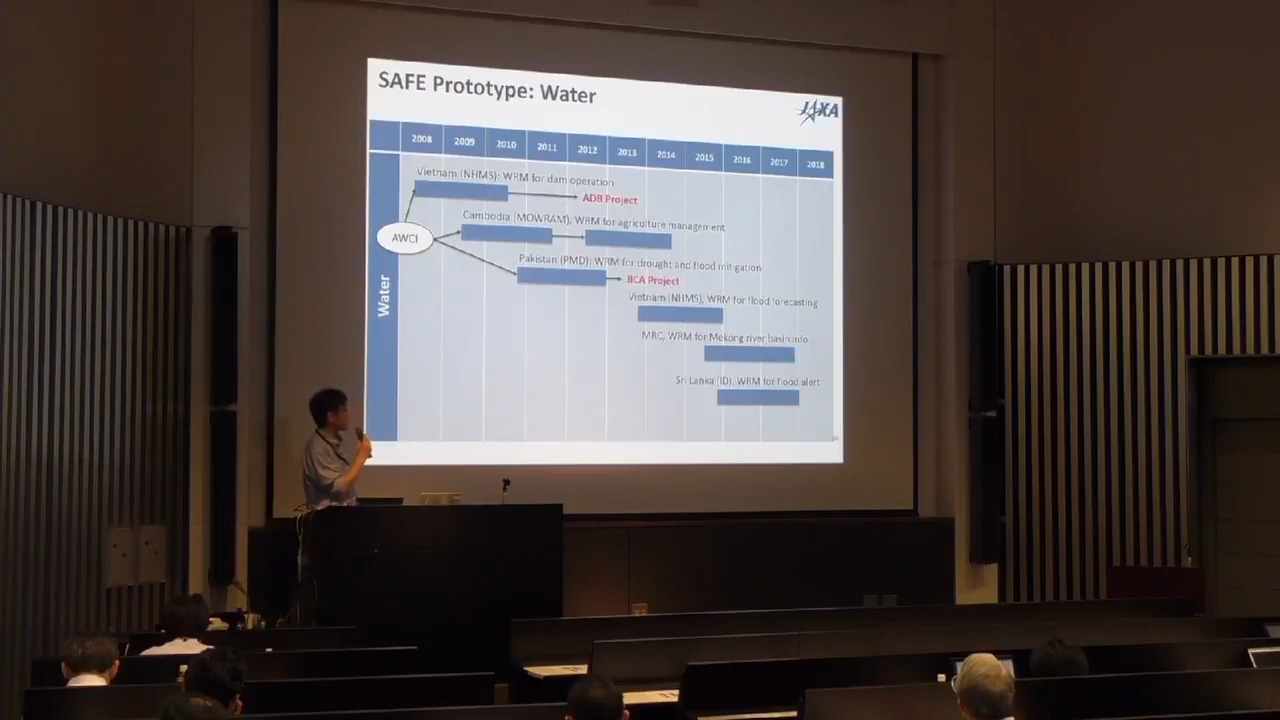 SAFE Prototype: Water
JAXA
2008 2009 2010 2011 2012 2013 2014 2015 2016 2017 2018
Vietnam (NHMS): WRM for dam operation
ADB Project
Cambodia (MOWRAM), WRM for agriculture management
AWCI
Pakistan (PMD): WRM for drought and flood mitigation
JICA Project
Water
Vietnam (NHMS), WRM for flood forecasting
MRC, WRM for Mekong river basin info
Sri Lanka (ID), WRM for flood alert